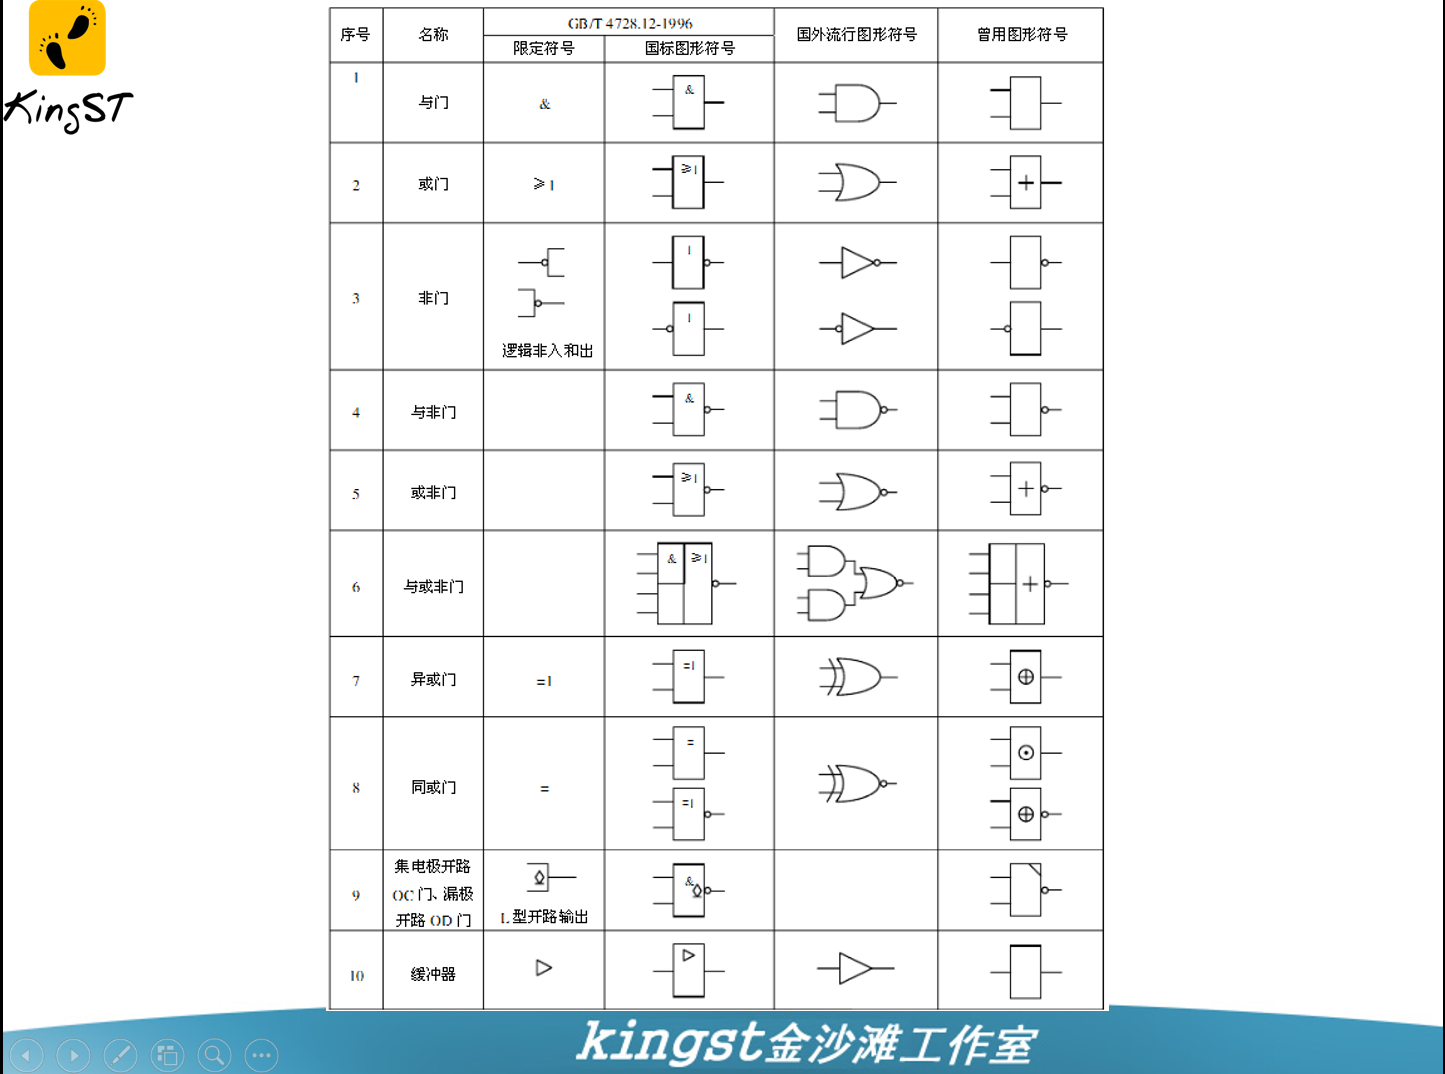 KingST
序号 名称 GB/T 4728.12-1996 国外流行图形符号 曾用图形符号
限定符号 国标图形符号
1 与门 & &
2 或门 ≥1 ≥1 +
3 非门 1
1
逻辑非入和出
4 与非门 &
5 或非门 ≥1 +
6 与或非门 & ≥1 +
7 异或门 =1 =1 ⊕
8 同或门 = = ⊙
=1 ⊕
9 集电极开路
OC门、漏极
开路OD门
&
L型开路输出
10 缓冲器 ▷ ▷
kingst金沙滩工作室